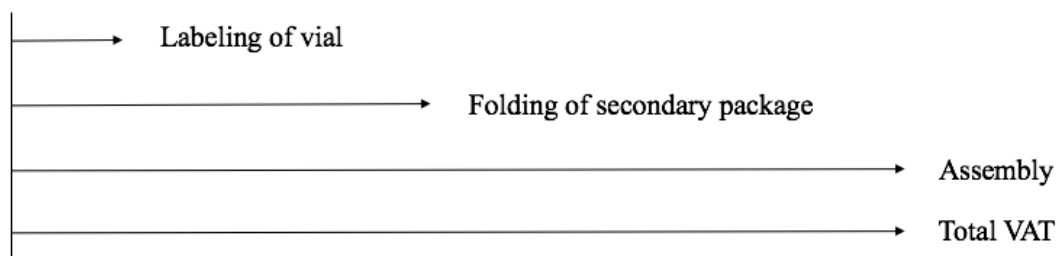 Labeling of vial
Folding of secondary package
Assembly
Total VAT